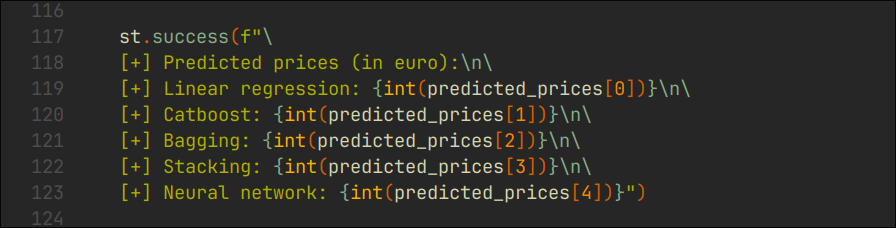 116
117 st.success(f"\
118 [+] Predicted prices (in euro):\n\
119 [+] Linear regression: {int(predicted_prices[0])}\n\
120 [+] Catboost: {int(predicted_prices[1])}\n\
121 [+] Bagging: {int(predicted_prices[2])}\n\
122 [+] Stacking: {int(predicted_prices[3])}\n\
123 [+] Neural network: {int(predicted_prices[4])}")
124